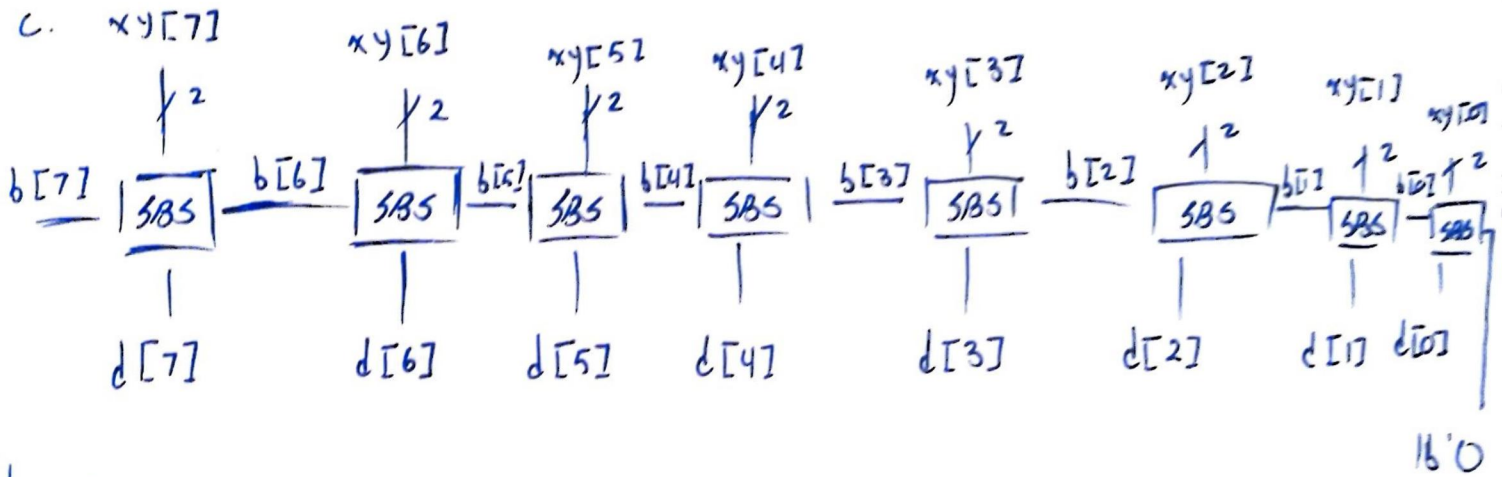 c. xy[7] xy[6] xy[5] xy[4] xy[3] xy[2] xy[1] xy[0]
2 2 2 2 2 2 2 2
b[7] SBS b[6] SBS b[5] SBS b[4] SBS b[3] SBS b[2] SBS b[1] SBS b[0] SBS
d[7] d[6] d[5] d[4] d[3] d[2] d[1] d[0]
1b'0